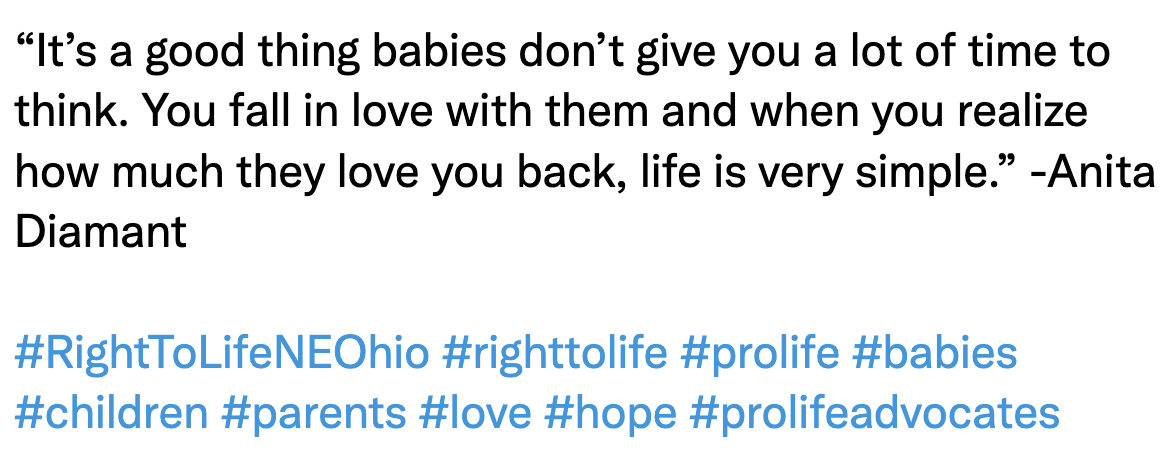 “It’s a good thing babies don’t give you a lot of time to
think. You fall in love with them and when you realize
how much they love you back, life is very simple.” -Anita
Diamant
#RightToLifeNEOhio #righttolife #prolife #babies
#children #parents #love #hope #prolifeadvocates